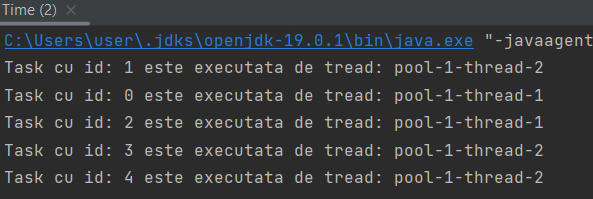 Time (2) ×
C:\Users\user\.jdks\openjdk-19.0.1\bin\java.exe "-javaagent
Task cu id: 1 este executata de tread: pool-1-thread-2
Task cu id: 0 este executata de tread: pool-1-thread-1
Task cu id: 2 este executata de tread: pool-1-thread-1
Task cu id: 3 este executata de tread: pool-1-thread-2
Task cu id: 4 este executata de tread: pool-1-thread-2